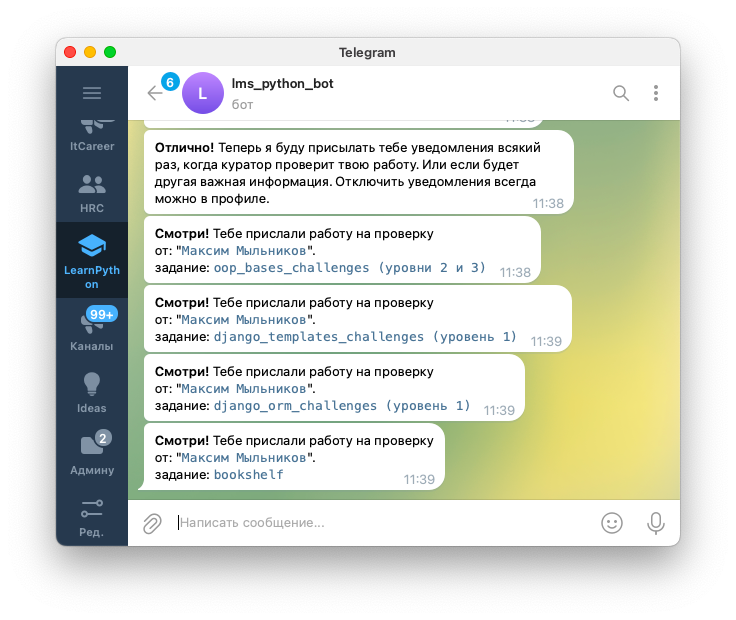 Telegram
6
L
lms_python_bot
бот
ItCareer
HRC
LearnPyth
on
99+
Каналы
Ideas
2
Админу
Ред.
Отлично! Теперь я буду присылать тебе уведомления всякий
раз, когда куратор проверит твою работу. Или если будет
другая важная информация. Отключить уведомления всегда
можно в профиле.
11:38
Смотри! Тебе прислали работу на проверку
от: "Максим Мыльников".
задание: oop_bases_challenges (уровни 2 и 3)
11:38
Смотри! Тебе прислали работу на проверку
от: "Максим Мыльников".
задание: django_templates_challenges (уровень 1)
11:39
Смотри! Тебе прислали работу на проверку
от: "Максим Мыльников".
задание: django_orm_challenges (уровень 1)
11:39
Смотри! Тебе прислали работу на проверку
от: "Максим Мыльников".
задание: bookshelf
11:39
Написать сообщение...